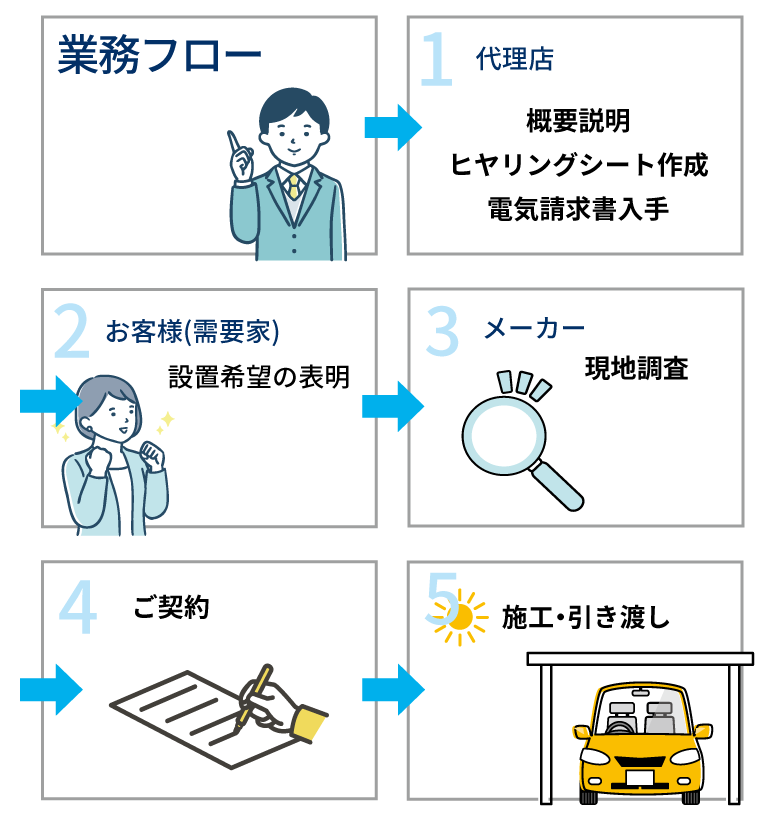 業務フロー
1 代理店
概要説明
ヒヤリングシート作成
電気請求書入手
2 お客様(需要家)
設置希望の表明
3 メーカー
現地調査
4 ご契約
5 施工・引き渡し